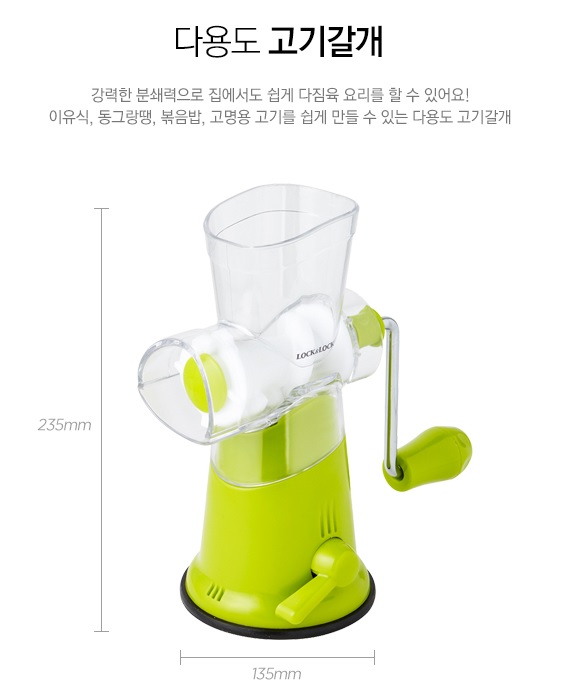 다용도 고기갈개
강력한 분쇄력으로 집에서도 쉽게 다짐육 요리를 할 수 있어요!
이유식, 동그랑땡, 볶음밥, 고명용 고기를 쉽게 만들 수 있는 다용도 고기갈개
LOCK&LOCK
235mm
135mm